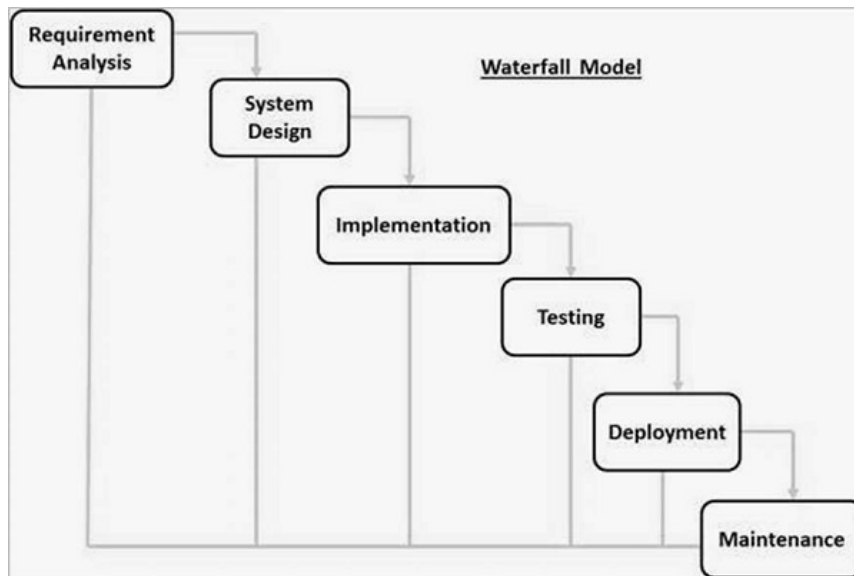 Requirement
Analysis
Waterfall Model
System
Design
Implementation
Testing
Deployment
Maintenance